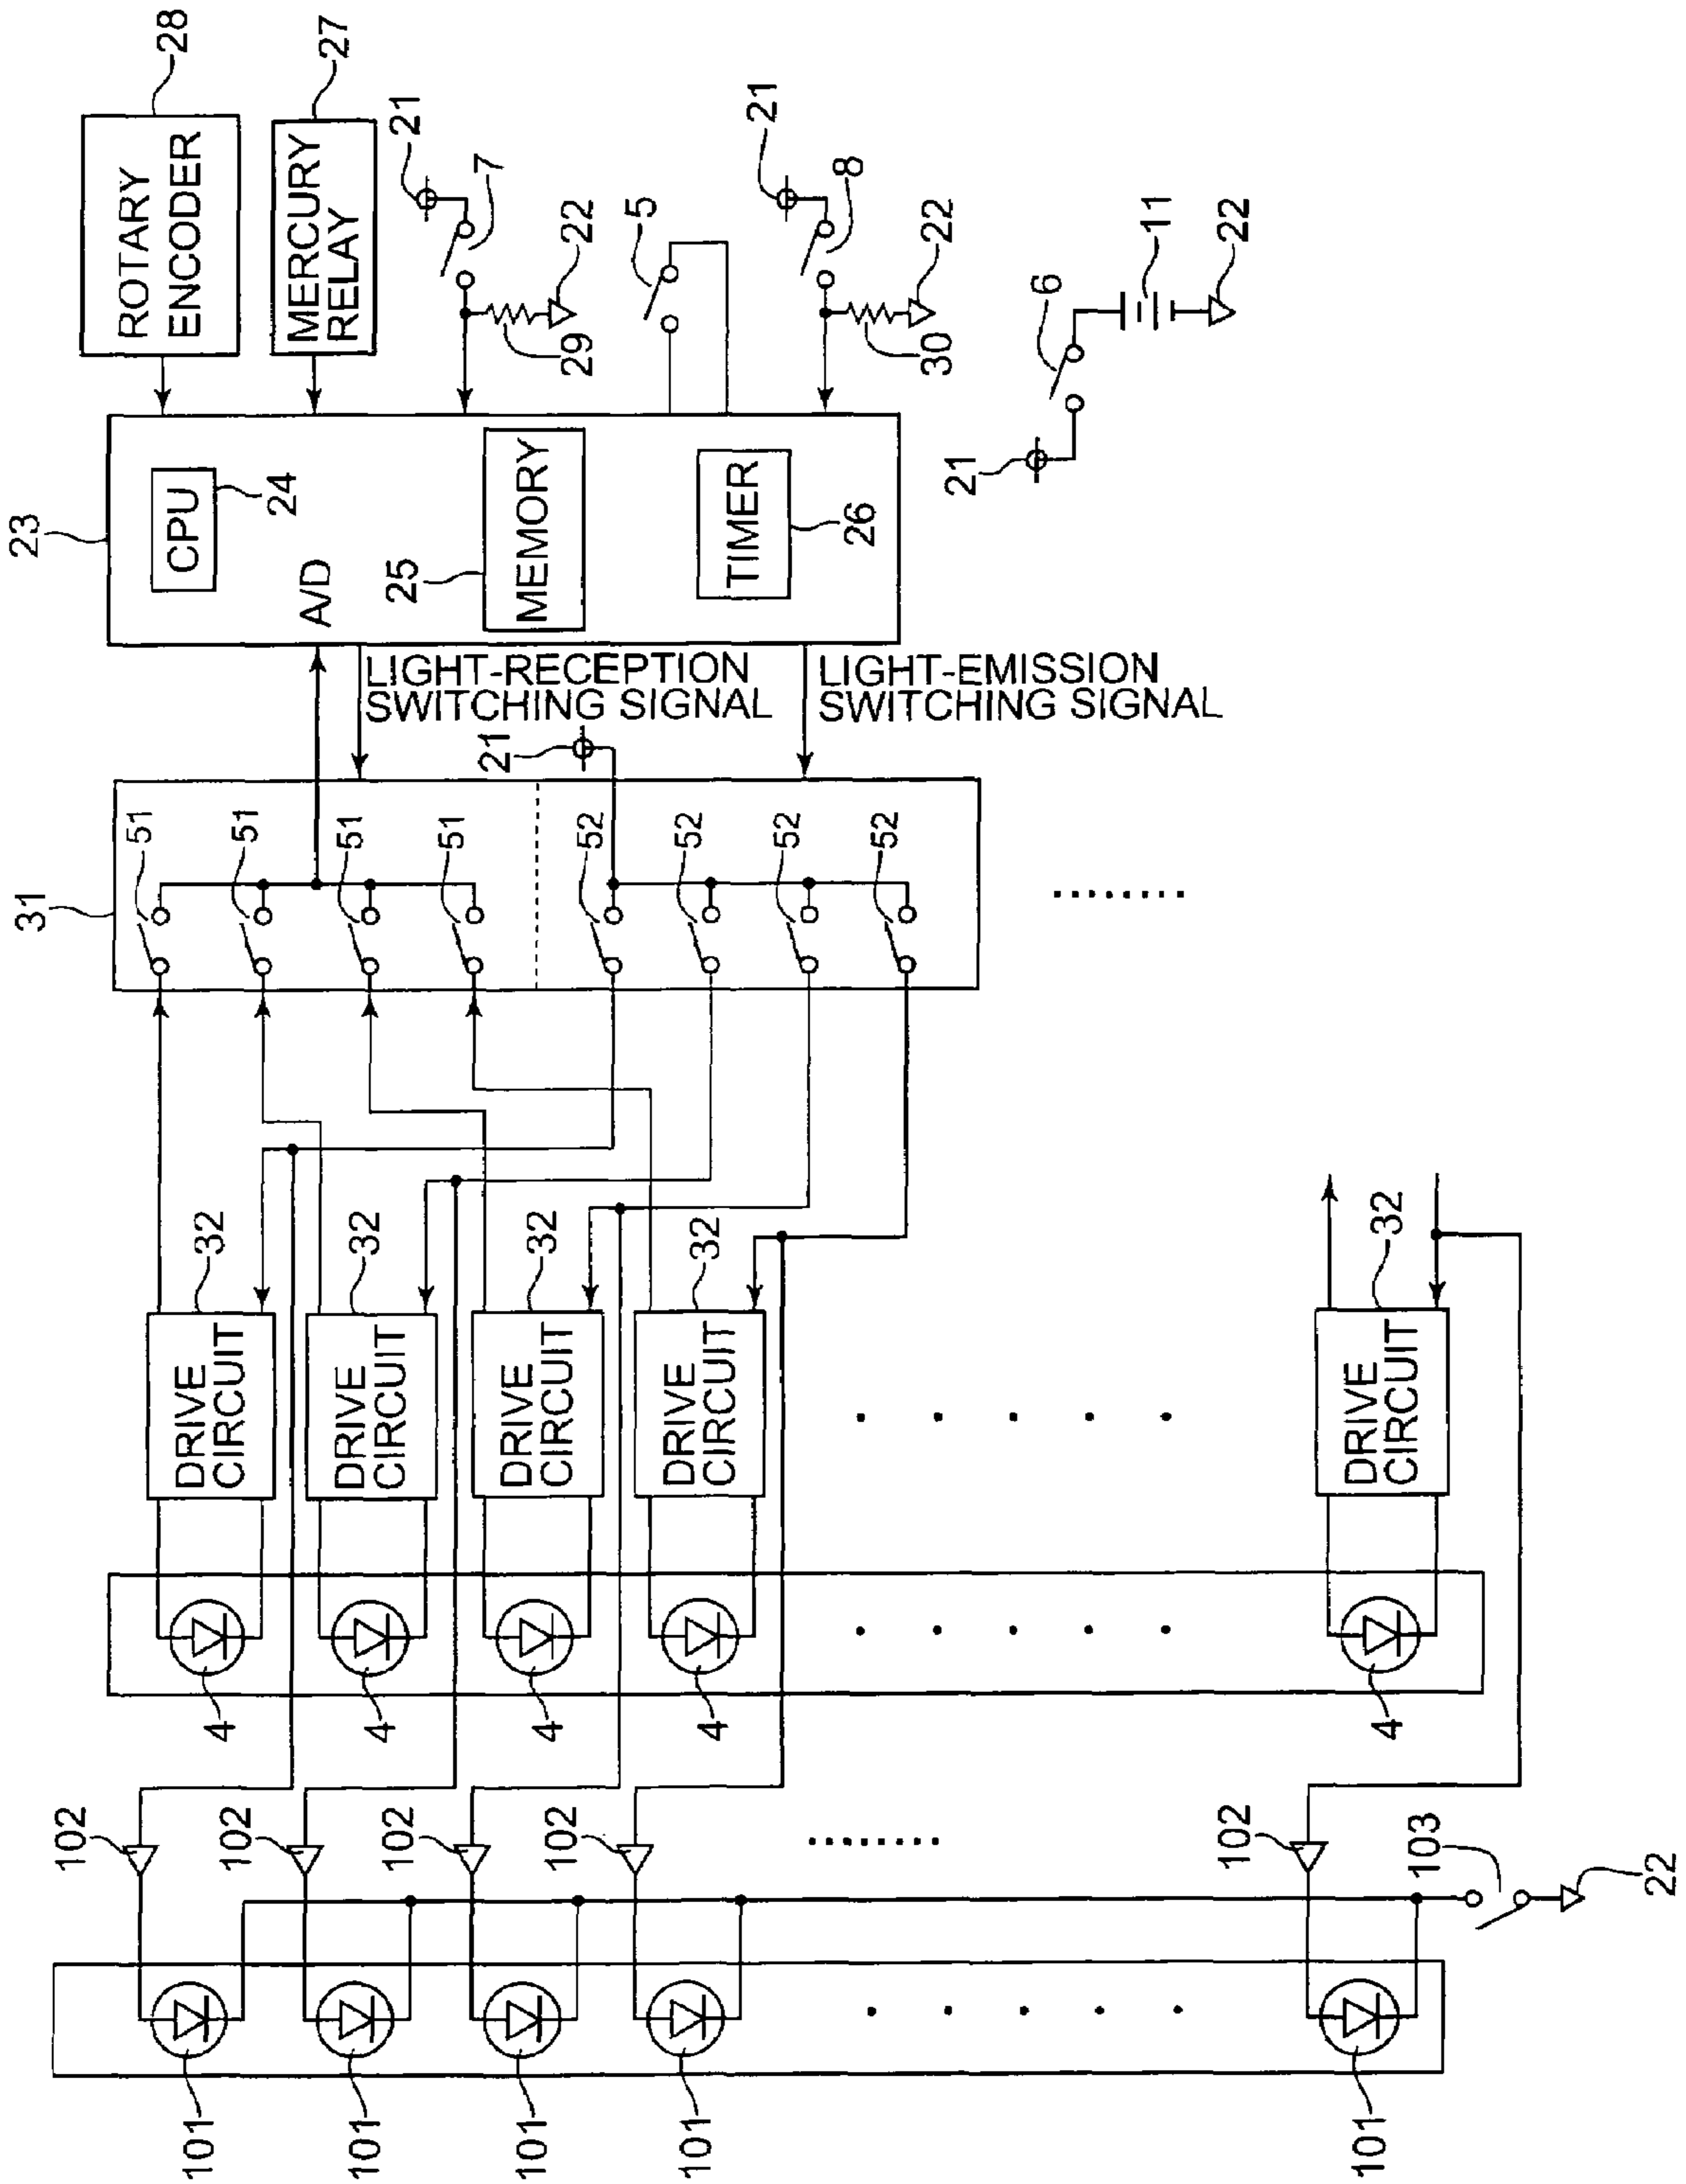 28
ROTARY
ENCODER
27
MERCURY
RELAY
21
7
22
29
5
21
8
22
30
6
11
22
21
23
CPU
24
A/D
25
MEMORY
TIMER
26
LIGHT-RECEPTION
SWITCHING SIGNAL
LIGHT-EMISSION
SWITCHING SIGNAL
21
31
51
51
51
51
52
52
52
52
32
32
32
32
32
DRIVE
CIRCUIT
DRIVE
CIRCUIT
DRIVE
CIRCUIT
DRIVE
CIRCUIT
DRIVE
CIRCUIT
4
4
4
4
4
102
102
102
102
102
103
22
101
101
101
101
101